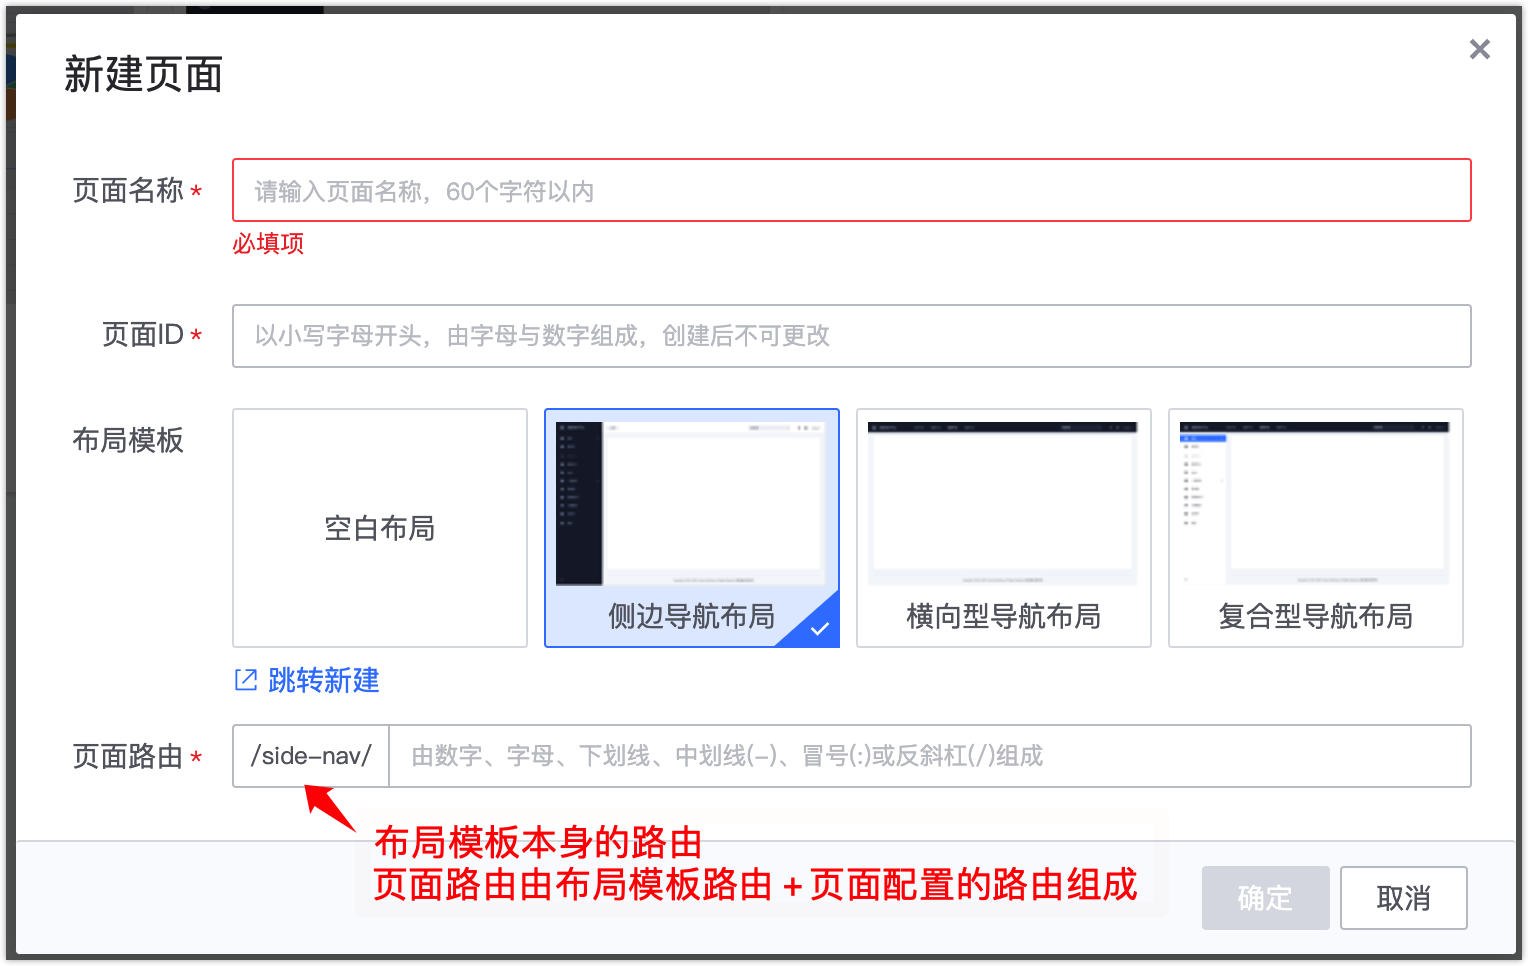 新建页面
页面名称 *
请输入页面名称，60个字符以内
必填项
页面ID *
以小写字母开头，由字母与数字组成，创建后不可更改
布局模板
空白布局
侧边导航布局
横向型导航布局
复合型导航布局
跳转新建
页面路由 *
/side-nav/
由数字、字母、下划线、中划线(-)、冒号(:)或反斜杠(/)组成
布局模板本身的路由
页面路由由布局模板路由 + 页面配置的路由组成
确定
取消